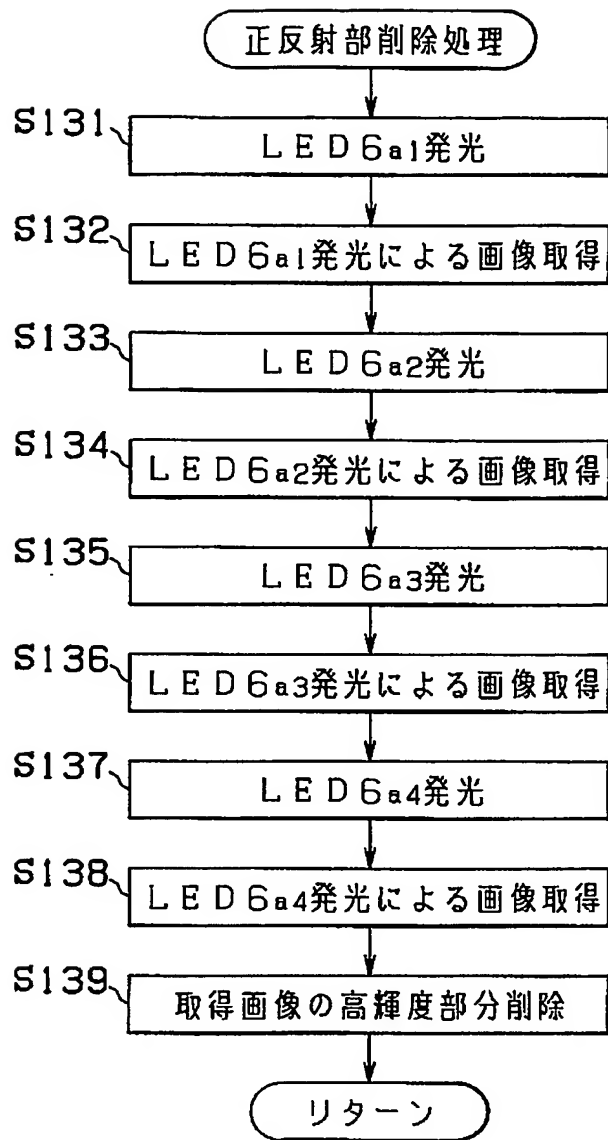 正反射部削除処理
S131
LED6a1発光
S132
LED6a1発光による画像取得
S133
LED6a2発光
S134
LED6a2発光による画像取得
S135
LED6a3発光
S136
LED6a3発光による画像取得
S137
LED6a4発光
S138
LED6a4発光による画像取得
S139
取得画像の高輝度部分削除
リターン